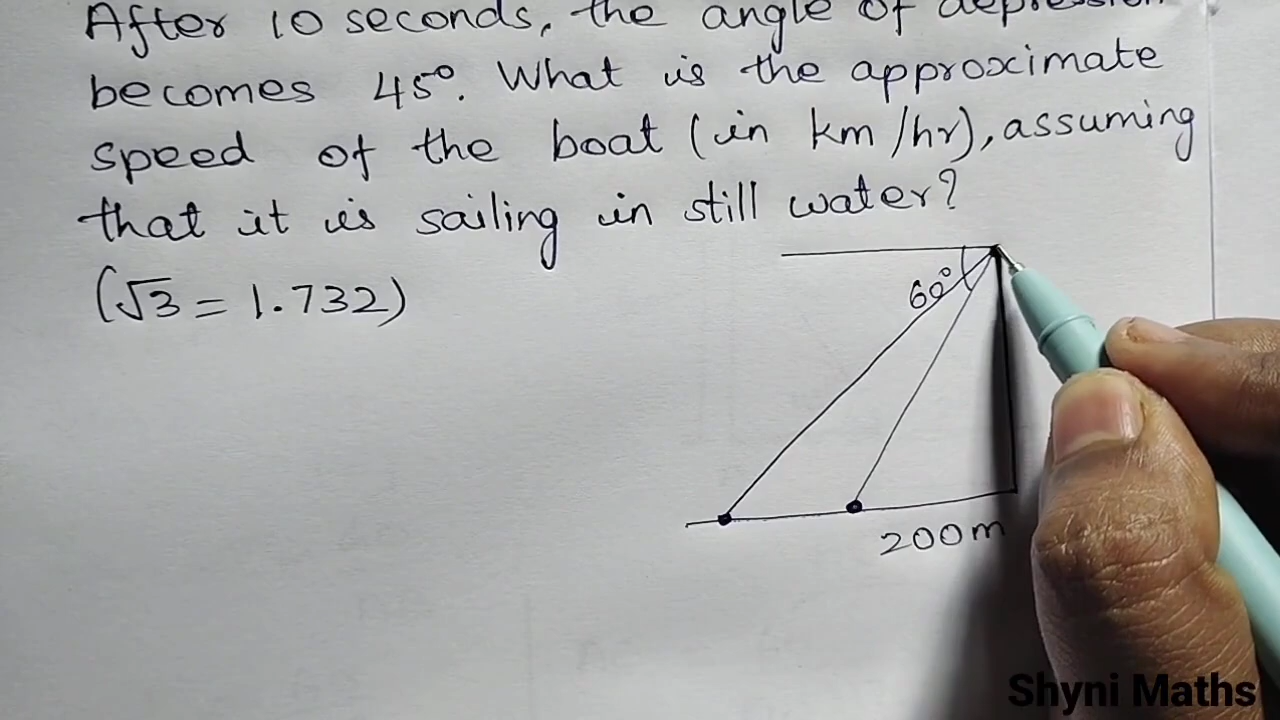 After 10 seconds, the angle of depression
becomes 45°. What is the approximate
speed of the boat (in km/hr), assuming
that it is sailing in still water?
(√3 = 1.732)
60°
200m
Shyni Maths